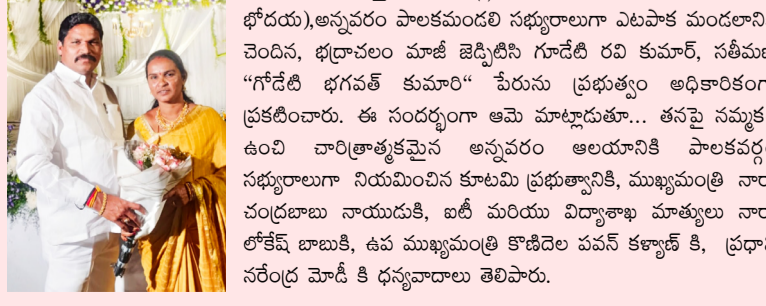 భోదయ),అన్నవరం పాలకమండలి సభ్యురాలుగా ఎటపాక మండలాని
చెందిన, భద్రాచలం మాజీ జెడ్పిటిసి గూడేటి రవి కుమార్, సతీమణ
“గోడేటి భగవత్ కుమారి“ పేరును ప్రభుత్వం అధికారికంగ
ప్రకటించారు. ఈ సందర్భంగా ఆమె మాట్లాడుతూ... తనపై నమ్మక
ఉంచి చారిత్రాత్మకమైన అన్నవరం ఆలయానికి పాలకవర్గ
సభ్యురాలుగా నియమించిన కూటమి ప్రభుత్వానికి, ముఖ్యమంత్రి నార
చంద్రబాబు నాయుడుకి, ఐటీ మరియు విద్యాశాఖ మాత్యులు నార
లోకేష్ బాబుకి, ఉప ముఖ్యమంత్రి కొణిదెల పవన్ కళ్యాణ్ కి, ప్రధాన
నరేంద్ర మోడీ కి ధన్యవాదాలు తెలిపారు.